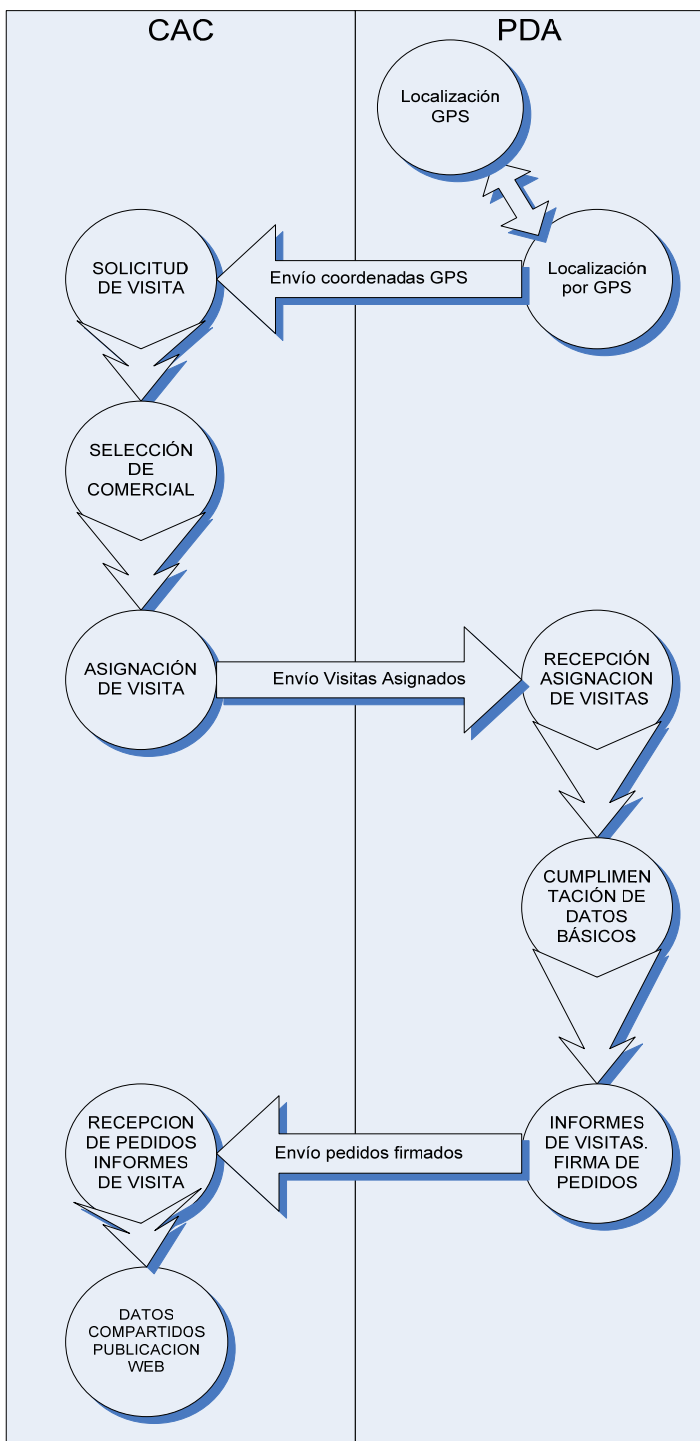 CAC
PDA
Localización
GPS
SOLICITUD
DE VISITA
Envío coordenadas GPS
Localización
por GPS
SELECCIÓN
DE
COMERCIAL
ASIGNACIÓN
DE VISITA
Envío Visitas Asignados
RECEPCIÓN
ASIGNACION
DE VISITAS
CUMPLIMEN
TACIÓN DE
DATOS
BÁSICOS
RECEPCION
DE PEDIDOS
INFORMES
DE VISITA
Envío pedidos firmados
INFORMES
DE VISITAS.
FIRMA DE
PEDIDOS
DATOS
COMPARTIDOS
PUBLICACION
WEB